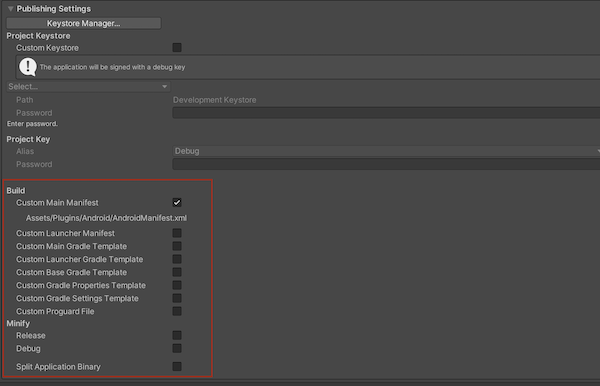 Publishing Settings
Keystore Manager...
Project Keystore
Custom Keystore
The application will be signed with a debug key
Select...
Path Development Keystore
Password
Enter password.
Project Key
Alias Debug
Password
Build
Custom Main Manifest
Assets/Plugins/Android/AndroidManifest.xml
Custom Launcher Manifest
Custom Main Gradle Template
Custom Launcher Gradle Template
Custom Base Gradle Template
Custom Gradle Properties Template
Custom Gradle Settings Template
Custom Proguard File
Minify
Release
Debug
Split Application Binary